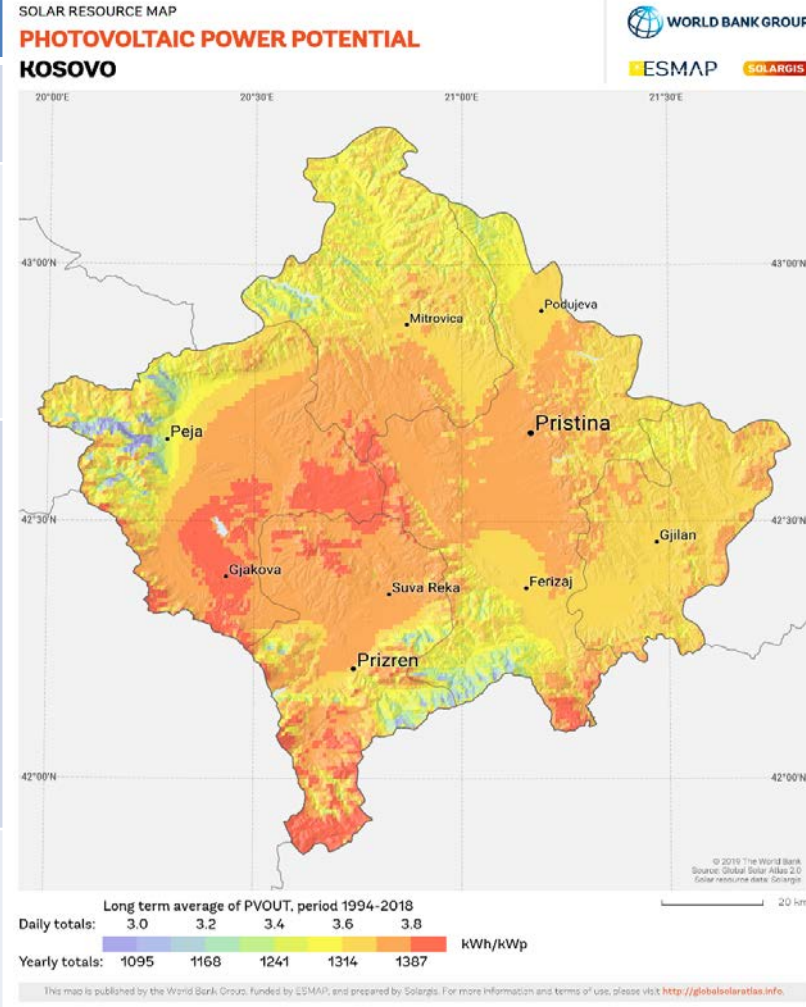 SOLAR RESOURCE MAP
PHOTOVOLTAIC POWER POTENTIAL
KOSOVO
WORLD BANK GROUP
ESMAP
SOLARGIS
20°00'E 20°30'E 21°00'E 21°30'E
43°00'N 43°00'N
Podujeva
Mitrovica
Pristina
Peja
42°30'N 42°30'N
Gjilan
Gjakova
Ferizaj
Suva Reka
Prizren
42°00'N 42°00'N
© 2019 The World Bank
Source: Global Solar Atlas 2.0
Solar resource data: Solargis
20 km
Long term average of PVOUT, period 1994-2018
Daily totals: 3.0 3.2 3.4 3.6 3.8
kWh/kWp
Yearly totals: 1095 1168 1241 1314 1387
This map is published by the World Bank Group, funded by ESMAP, and prepared by Solargis. For more information and terms of use, please visit http://globalsolaratlas.info.